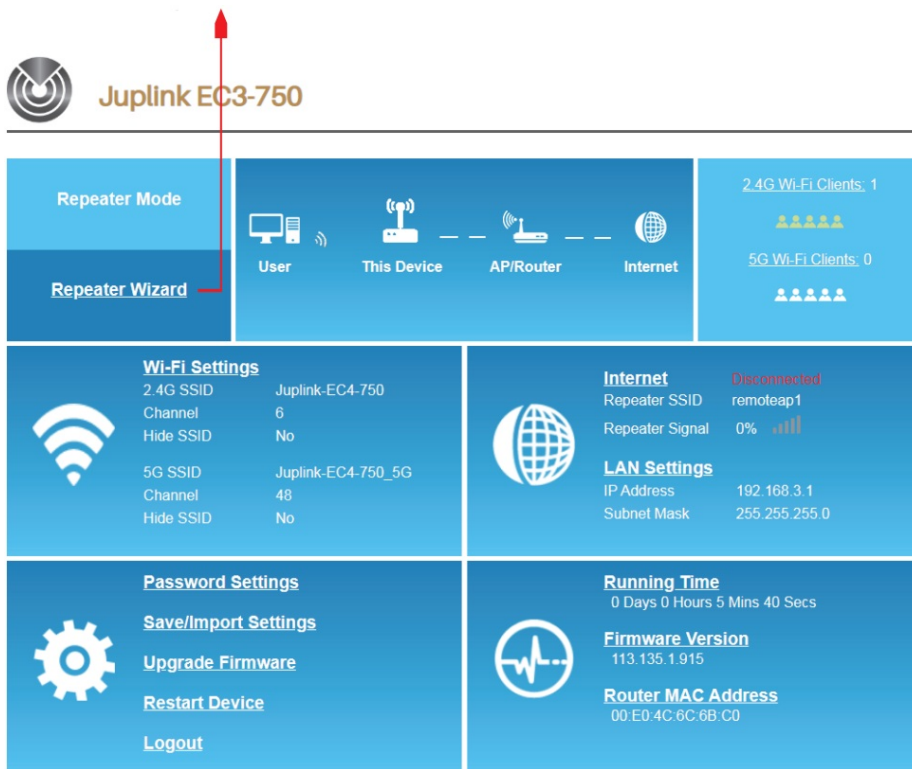 Juplink EC3-750
Repeater Mode
Repeater Wizard
User
This Device
AP/Router
Internet
2.4G Wi-Fi Clients: 1
5G Wi-Fi Clients: 0
Wi-Fi Settings
2.4G SSID Juplink-EC4-750
Channel 6
Hide SSID No
5G SSID Juplink-EC4-750_5G
Channel 48
Hide SSID No
Internet Disconnected
Repeater SSID remoteap1
Repeater Signal 0%
LAN Settings
IP Address 192.168.3.1
Subnet Mask 255.255.255.0
Password Settings
Save/Import Settings
Upgrade Firmware
Restart Device
Logout
Running Time
0 Days 0 Hours 5 Mins 40 Secs
Firmware Version
113.135.1.915
Router MAC Address
00:E0:4C:6C:6B:C0